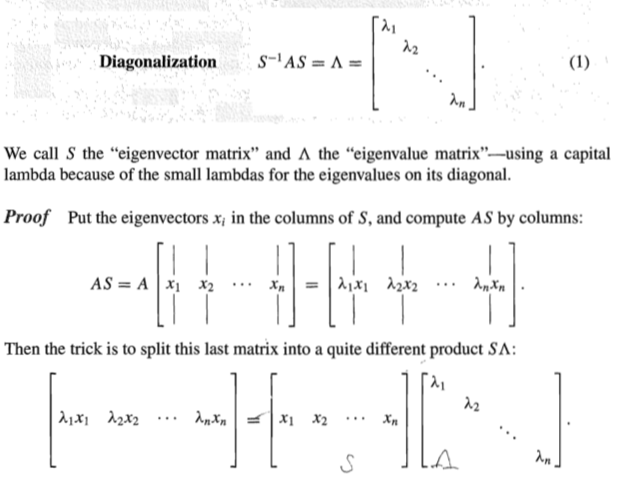 Diagonalization S⁻¹AS = Λ = [λ₁ λ₂ ⋱ λₙ]. (1)
We call S the “eigenvector matrix” and Λ the “eigenvalue matrix”—using a capital
lambda because of the small lambdas for the eigenvalues on its diagonal.
Proof Put the eigenvectors xᵢ in the columns of S, and compute AS by columns:
AS = A [x₁ x₂ ⋯ xₙ] = [λ₁x₁ λ₂x₂ ⋯ λₙxₙ].
Then the trick is to split this last matrix into a quite different product SΛ:
[λ₁x₁ λ₂x₂ ⋯ λₙxₙ] = [x₁ x₂ ⋯ xₙ] [λ₁ λ₂ ⋱ λₙ].
S Λ